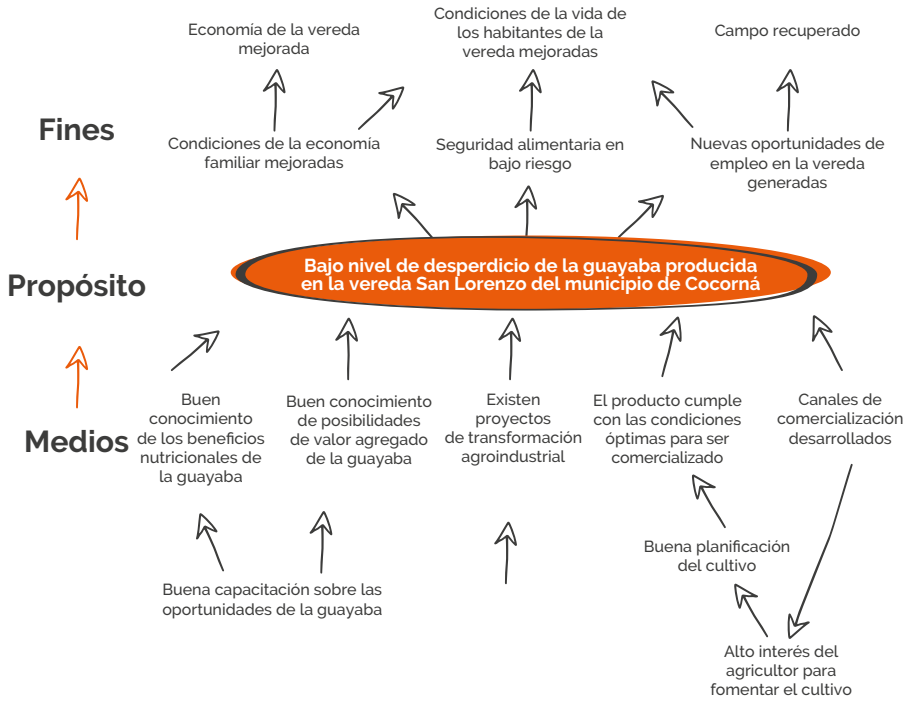 Economía de la vereda
mejorada
Condiciones de la vida de
los habitantes de la
vereda mejoradas
Campo recuperado
Fines
Condiciones de la economía
familiar mejoradas
Seguridad alimentaria en
bajo riesgo
Nuevas oportunidades de
empleo en la vereda
generadas
Propósito
Bajo nivel de desperdicio de la guayaba producida
en la vereda San Lorenzo del municipio de Cocorná
Medios
Buen
conocimiento
de los beneficios
nutricionales de
la guayaba
Buen conocimiento
de posibilidades
de valor agregado
de la guayaba
Existen
proyectos
de transformación
agroindustrial
El producto cumple
con las condiciones
óptimas para ser
comercializado
Canales de
comercialización
desarrollados
Buena capacitación sobre las
oportunidades de la guayaba
Buena planificación
del cultivo
Alto interés del
agricultor para
fomentar el cultivo